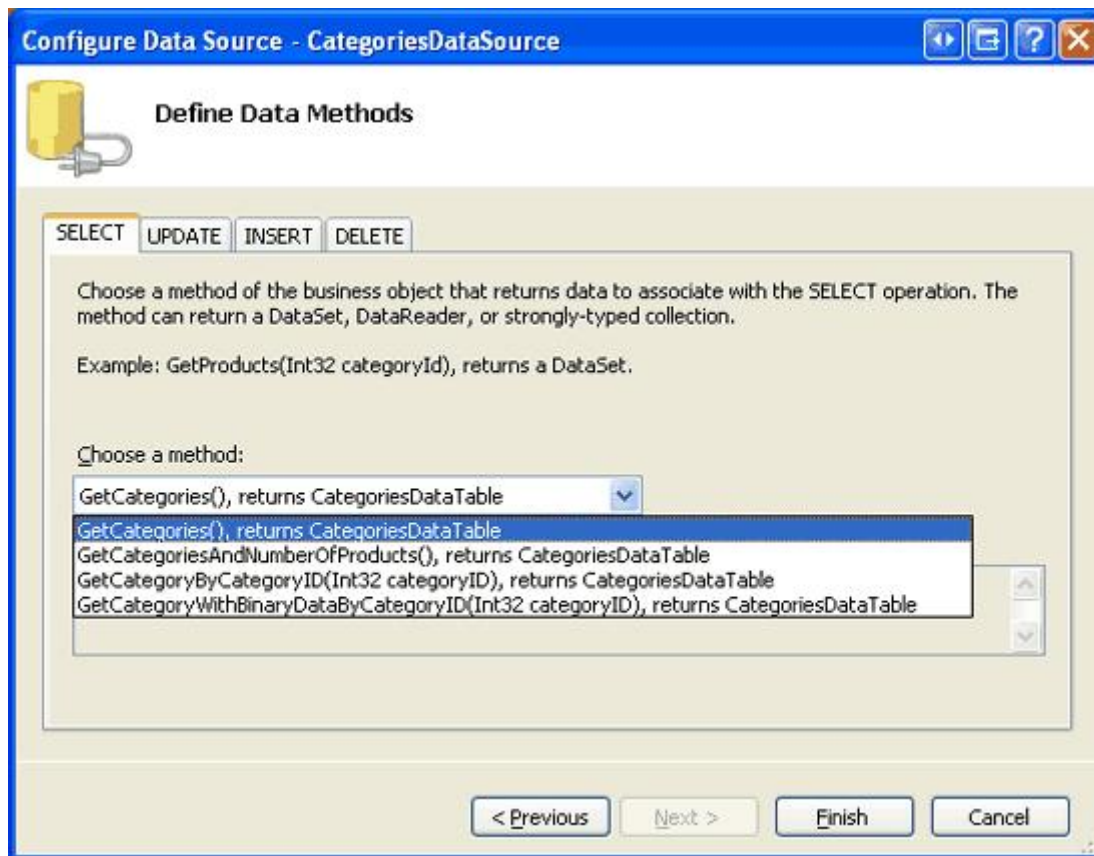 Configure Data Source - CategoriesDataSource
Define Data Methods
SELECT UPDATE INSERT DELETE
Choose a method of the business object that returns data to associate with the SELECT operation. The
method can return a DataSet, DataReader, or strongly-typed collection.
Example: GetProducts(Int32 categoryId), returns a DataSet.
Choose a method:
GetCategories(), returns CategoriesDataTable
GetCategories(), returns CategoriesDataTable
GetCategoriesAndNumberOfProducts(), returns CategoriesDataTable
GetCategoryByCategoryID(Int32 categoryID), returns CategoriesDataTable
GetCategoryWithBinaryDataByCategoryID(Int32 categoryID), returns CategoriesDataTable
< Previous Next > Finish Cancel